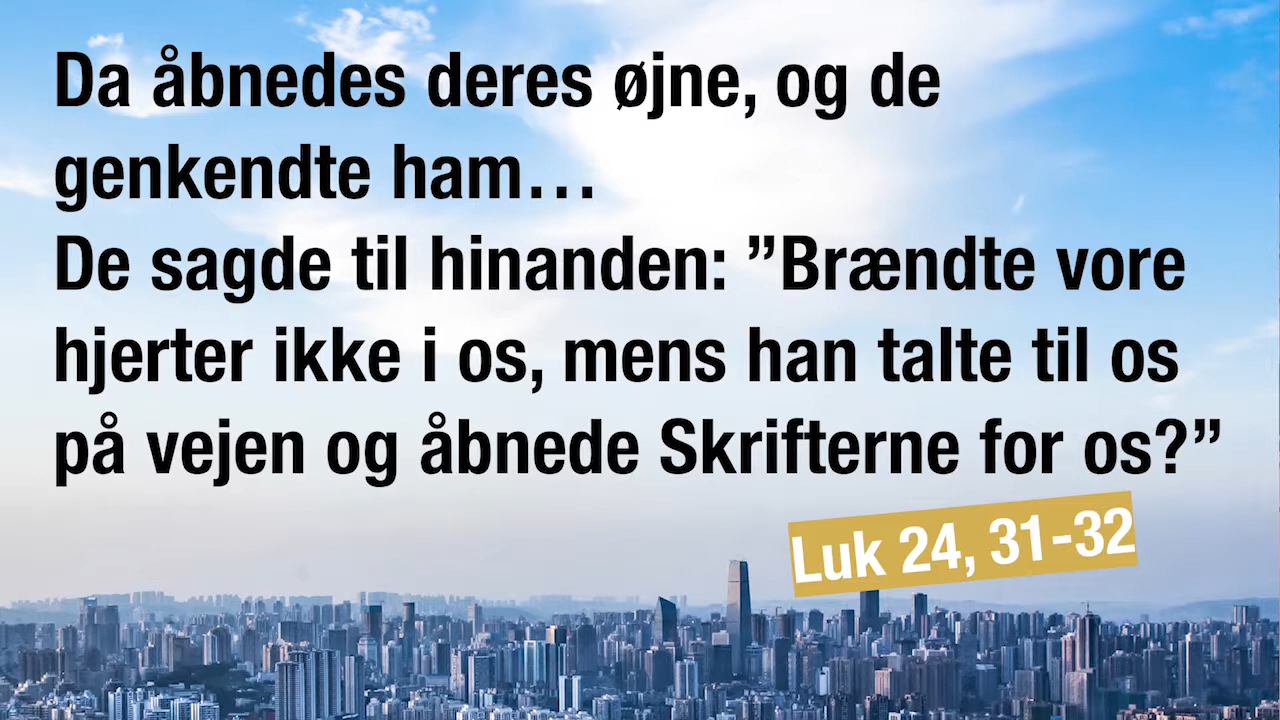 Da åbnedes deres øjne, og de
genkendte ham…
De sagde til hinanden: ”Brændte vore
hjerter ikke i os, mens han talte til os
på vejen og åbnede Skrifterne for os?”
Luk 24, 31-32